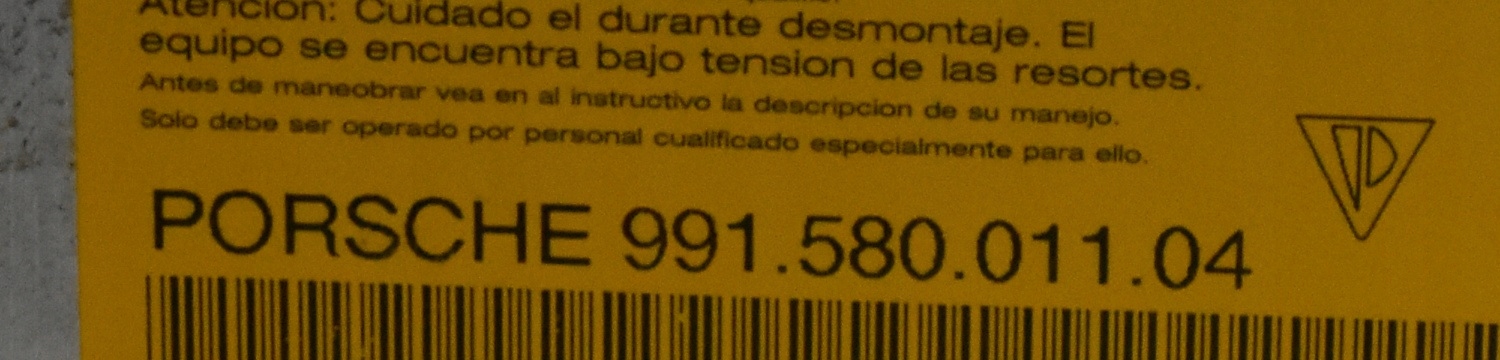 Atencion: Cuidado el durante desmontaje. El
equipo se encuentra bajo tension de las resortes.
Antes de maneobrar vea en al instructivo la descripcion de su manejo.
Solo debe ser operado por personal cualificado especialmente para ello.
PORSCHE 991.580.011.04